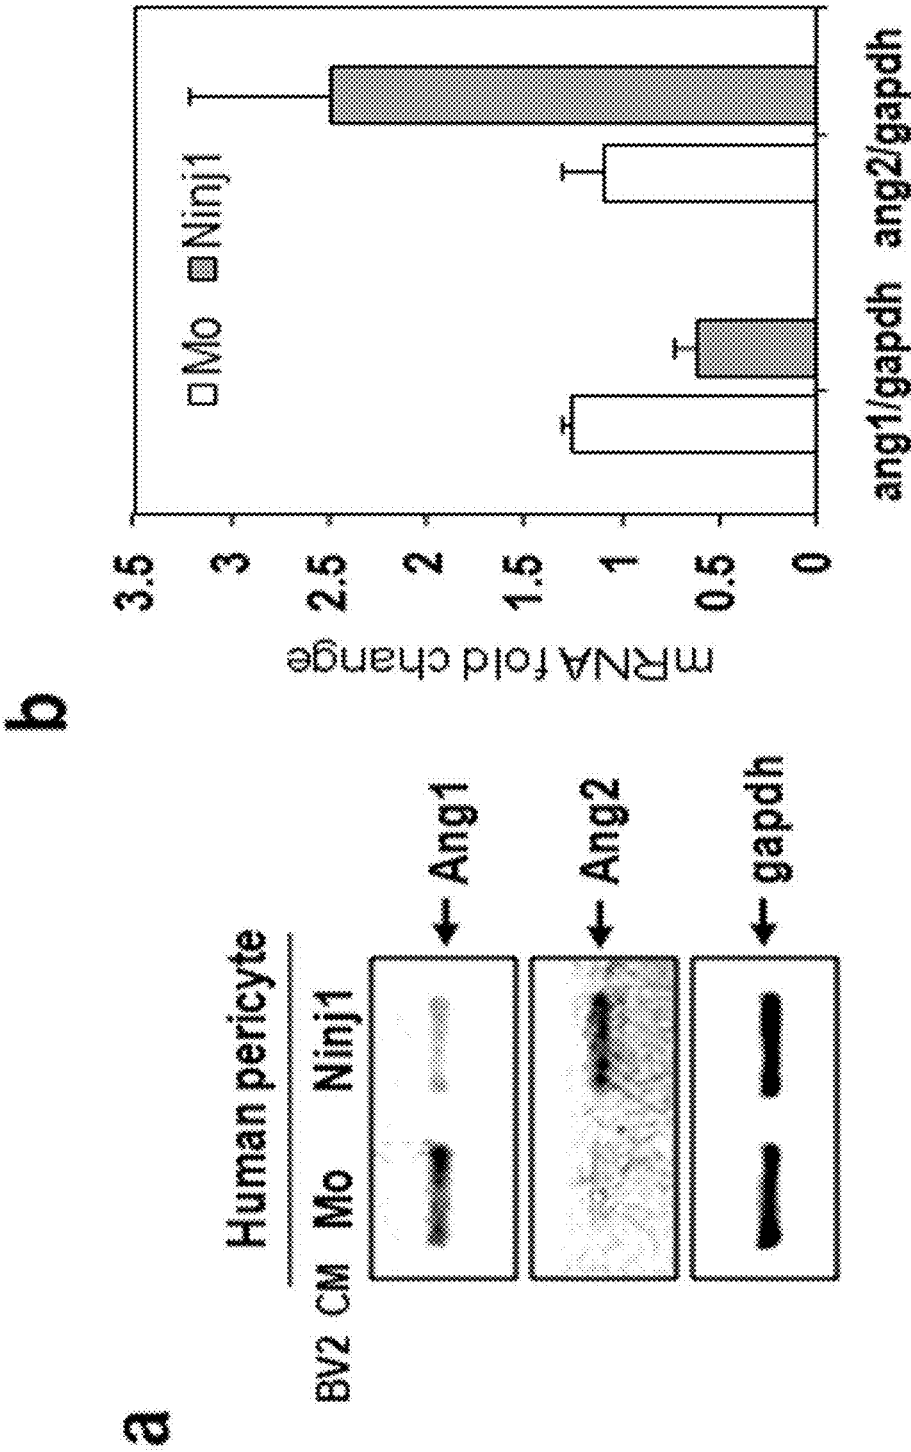 a
Human pericyte
BV2 CM Mo Ninj1
Ang1
Ang2
gapdh
b
mRNA fold change
3.5
3
2.5
2
1.5
1
0.5
0
Mo Ninj1
ang1/gapdh ang2/gapdh